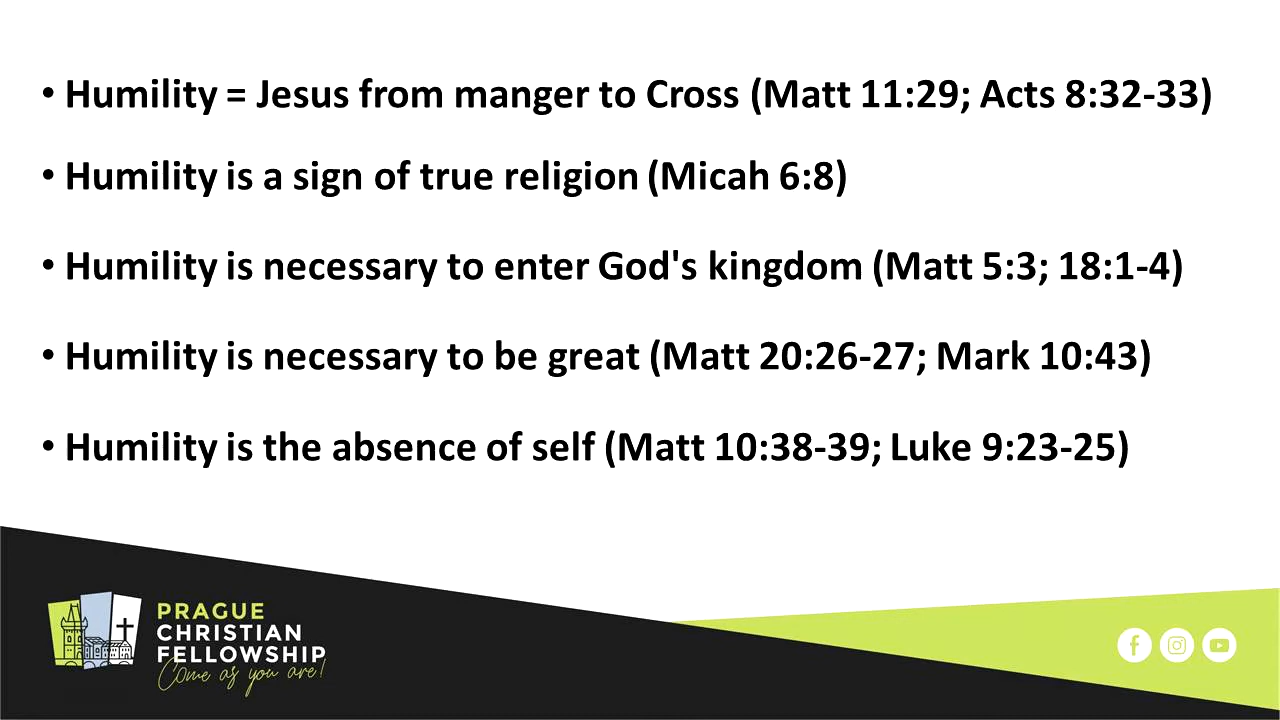 • Humility = Jesus from manger to Cross (Matt 11:29; Acts 8:32-33)
• Humility is a sign of true religion (Micah 6:8)
• Humility is necessary to enter God's kingdom (Matt 5:3; 18:1-4)
• Humility is necessary to be great (Matt 20:26-27; Mark 10:43)
• Humility is the absence of self (Matt 10:38-39; Luke 9:23-25)
PRAGUE
CHRISTIAN
FELLOWSHIP
Come as you are!